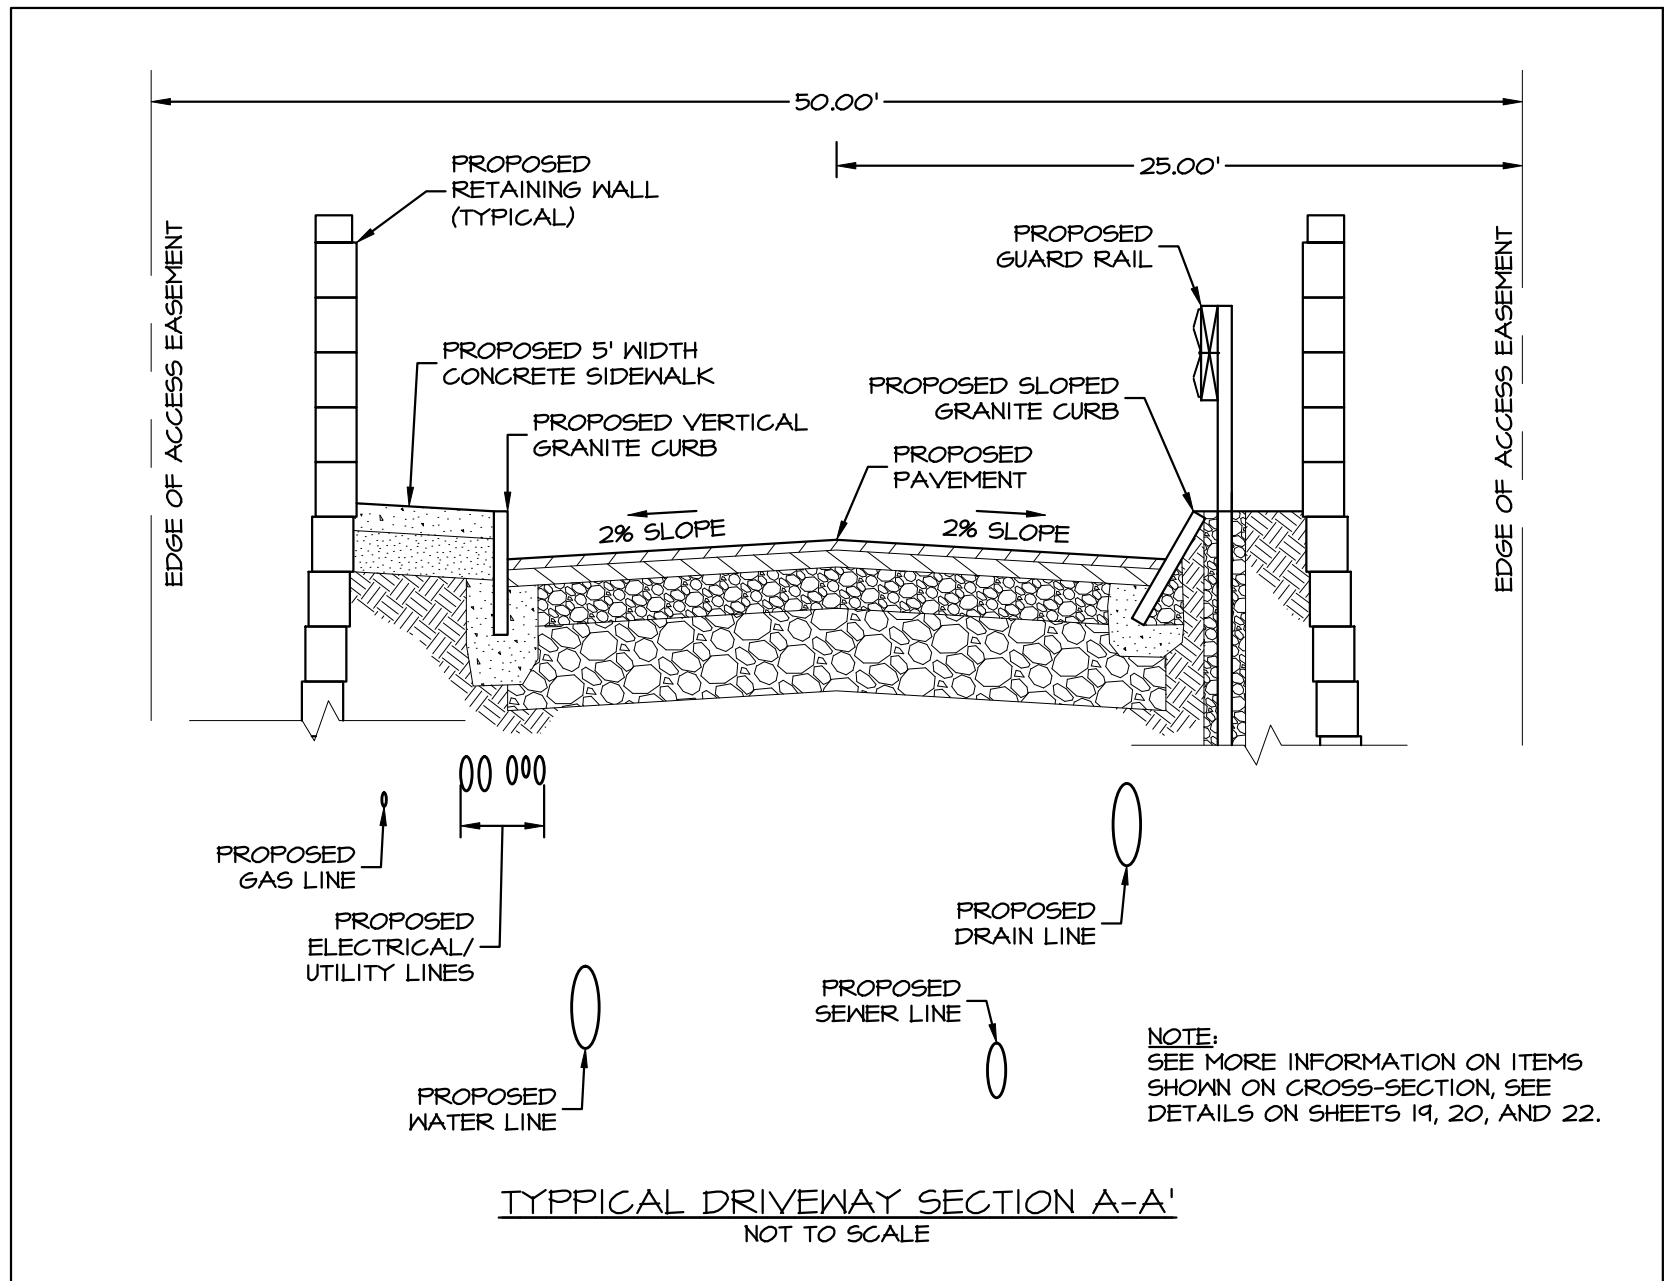 50.00'
25.00'
PROPOSED
RETAINING WALL
(TYPICAL)
PROPOSED
GUARD RAIL
EDGE OF ACCESS EASEMENT
EDGE OF ACCESS EASEMENT
PROPOSED 5' WIDTH
CONCRETE SIDEWALK
PROPOSED SLOPED
GRANITE CURB
PROPOSED VERTICAL
GRANITE CURB
PROPOSED
PAVEMENT
2% SLOPE
2% SLOPE
PROPOSED
GAS LINE
PROPOSED
ELECTRICAL/
UTILITY LINES
PROPOSED
DRAIN LINE
PROPOSED
SEWER LINE
PROPOSED
WATER LINE
NOTE:
SEE MORE INFORMATION ON ITEMS
SHOWN ON CROSS-SECTION, SEE
DETAILS ON SHEETS 19, 20, AND 22.
TYPPICAL DRIVEWAY SECTION A-A'
NOT TO SCALE